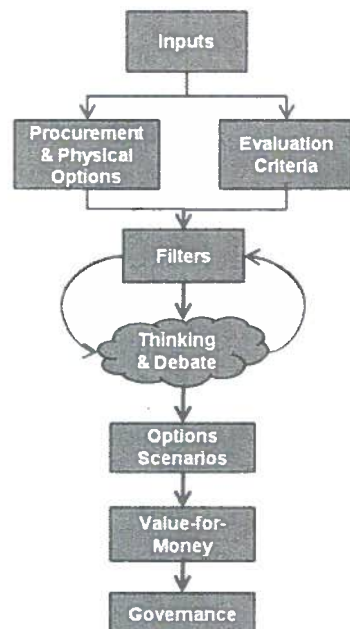 Inputs
Procurement
& Physical
Options
Evaluation
Criteria
Filters
Thinking
& Debate
Options
Scenarios
Value-for-
Money
Governance